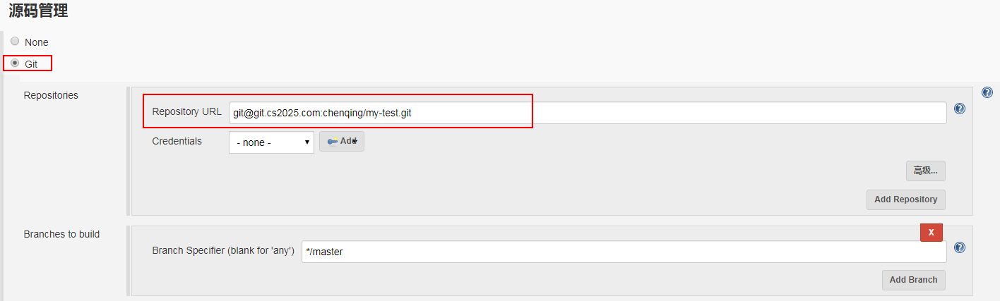 源码管理
None
Git
Repositories
Repository URL git@git.cs2025.com:chenqing/my-test.git
Credentials - none - Add
高级...
Add Repository
Branches to build
X
Branch Specifier (blank for 'any') */master
Add Branch